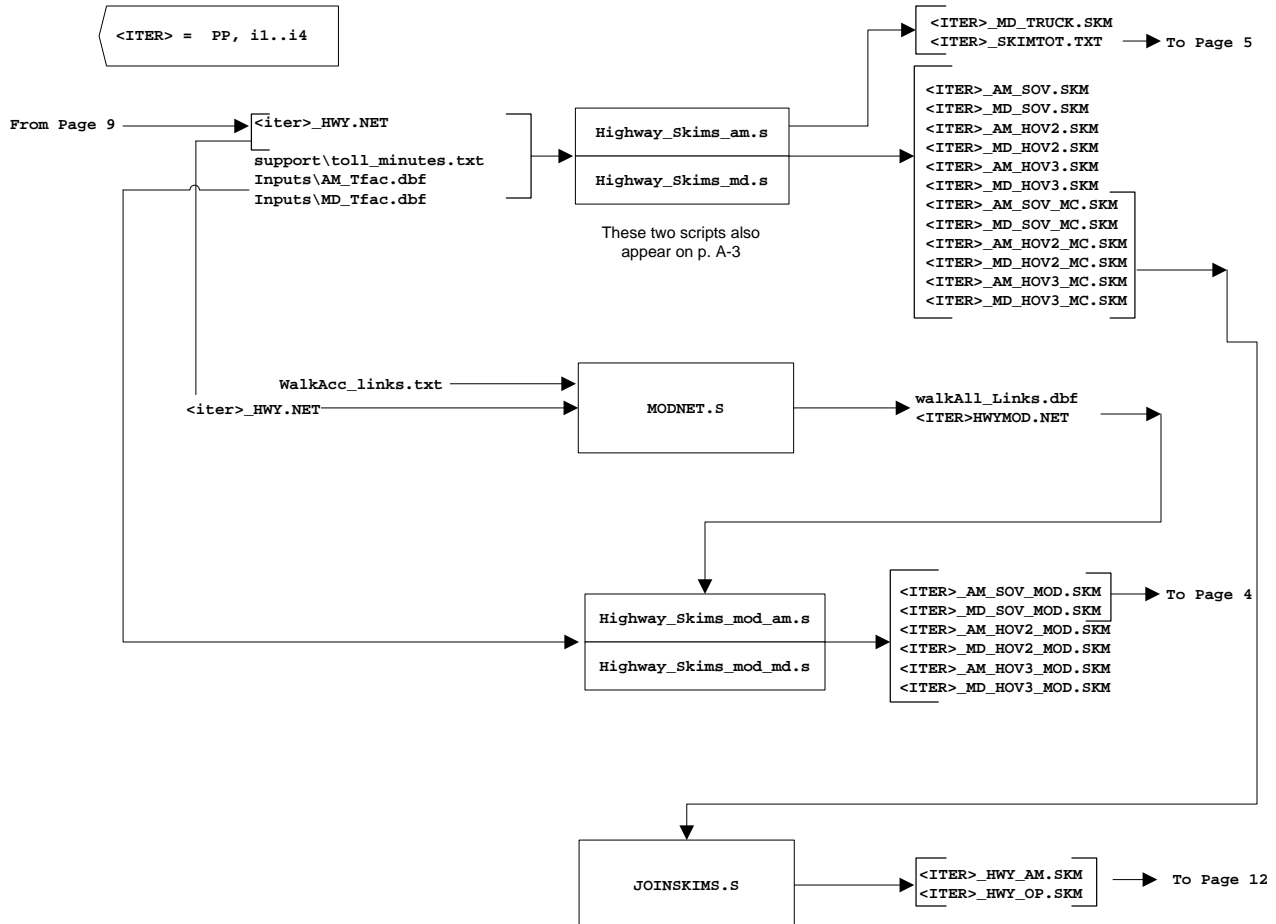 <ITER> = PP, i1..i4
<ITER>_MD_TRUCK.SKM
<ITER>_SKIMTOT.TXT
To Page 5
From Page 9
<iter>_HWY.NET
support\toll_minutes.txt
Inputs\AM_Tfac.dbf
Inputs\MD_Tfac.dbf
Highway_Skims_am.s
Highway_Skims_md.s
These two scripts also
appear on p. A-3
<ITER>_AM_SOV.SKM
<ITER>_MD_SOV.SKM
<ITER>_AM_HOV2.SKM
<ITER>_MD_HOV2.SKM
<ITER>_AM_HOV3.SKM
<ITER>_MD_HOV3.SKM
<ITER>_AM_SOV_MC.SKM
<ITER>_MD_SOV_MC.SKM
<ITER>_AM_HOV2_MC.SKM
<ITER>_MD_HOV2_MC.SKM
<ITER>_AM_HOV3_MC.SKM
<ITER>_MD_HOV3_MC.SKM
WalkAcc_links.txt
<iter>_HWY.NET
MODNET.S
walkAll_Links.dbf
<ITER>HWYMOD.NET
Highway_Skims_mod_am.s
Highway_Skims_mod_md.s
<ITER>_AM_SOV_MOD.SKM
<ITER>_MD_SOV_MOD.SKM
<ITER>_AM_HOV2_MOD.SKM
<ITER>_MD_HOV2_MOD.SKM
<ITER>_AM_HOV3_MOD.SKM
<ITER>_MD_HOV3_MOD.SKM
To Page 4
JOINSKIMS.S
<ITER>_HWY_AM.SKM
<ITER>_HWY_OP.SKM
To Page 12